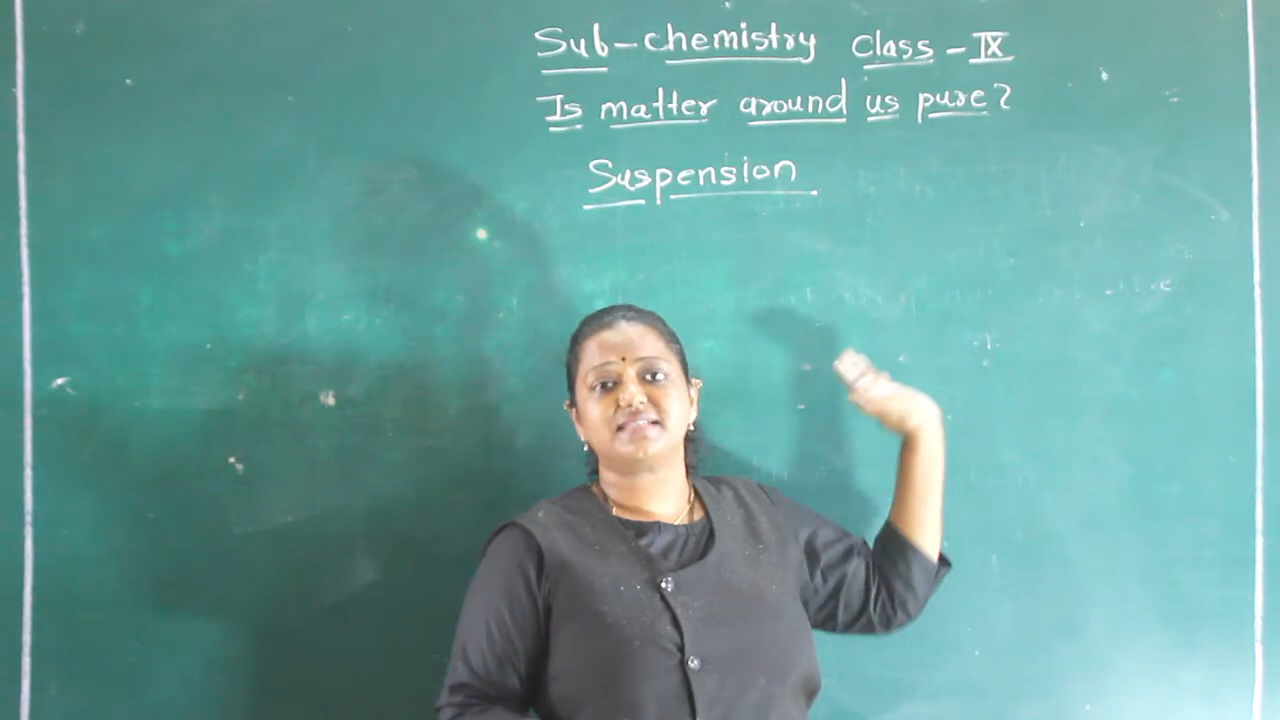 Sub-chemistry Class-IX
Is matter around us pure?
Suspension